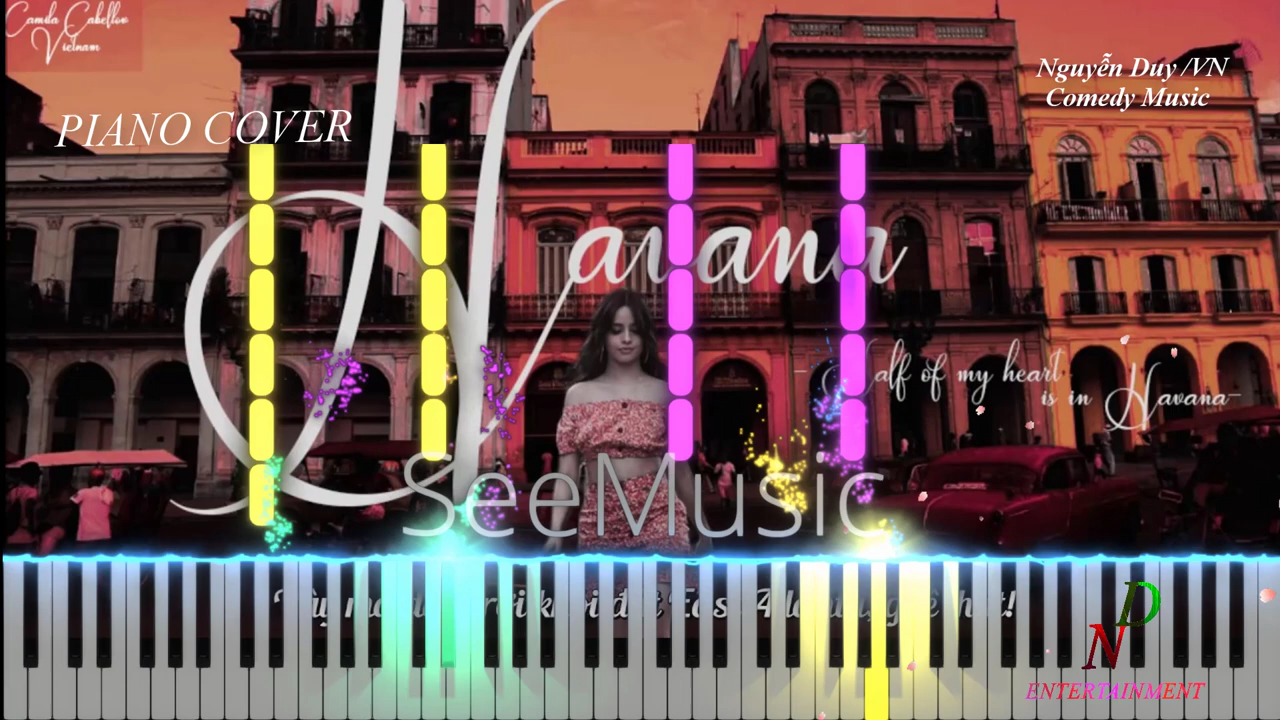 Camila Cabello
Vietnam
Nguyễn Duy /VN
Comedy Music
PIANO COVER
Havana
alf of my heart
is in Havana
SeeMusic
ND
ENTERTAINMENT